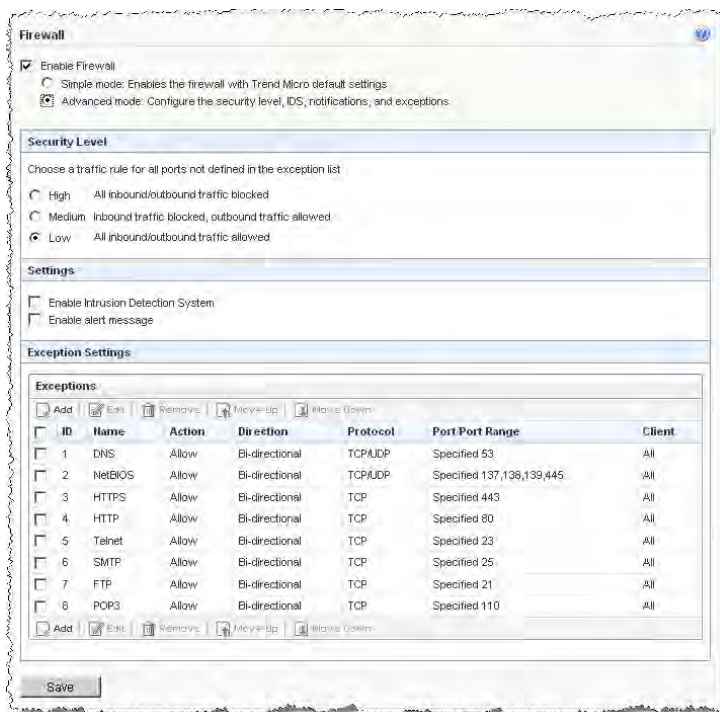 Firewall
Enable Firewall
Simple mode: Enables the firewall with Trend Micro default settings
Advanced mode: Configure the security level, IDS, notifications, and exceptions
Security Level
Choose a traffic rule for all ports not defined in the exception list
High All inbound/outbound traffic blocked
Medium Inbound traffic blocked, outbound traffic allowed
Low All inbound/outbound traffic allowed
Settings
Enable Intrusion Detection System
Enable alert message
Exception Settings
Exceptions
Add | Edit | Remove | Move Up | Move Down
ID Name Action Direction Protocol Port/Port Range Client
1 DNS Allow Bi-directional TCP/UDP Specified 53 All
2 NetBIOS Allow Bi-directional TCP/UDP Specified 137,138,139,445 All
3 HTTPS Allow Bi-directional TCP Specified 443 All
4 HTTP Allow Bi-directional TCP Specified 80 All
5 Telnet Allow Bi-directional TCP Specified 23 All
6 SMTP Allow Bi-directional TCP Specified 25 All
7 FTP Allow Bi-directional TCP Specified 21 All
8 POP3 Allow Bi-directional TCP Specified 110 All
Add | Edit | Remove | Move Up | Move Down
Save